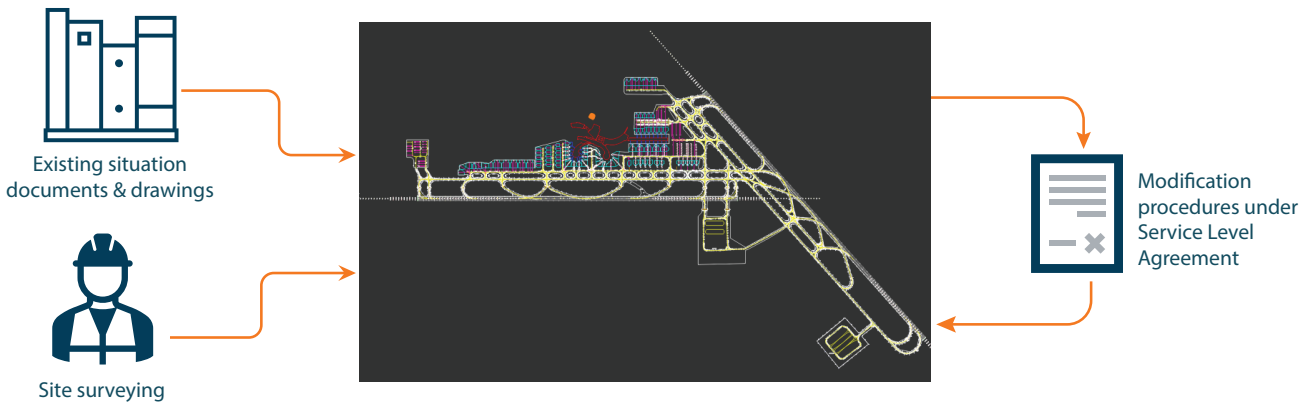 Existing situation
documents & drawings
Site surveying
Modification
procedures under
Service Level
Agreement